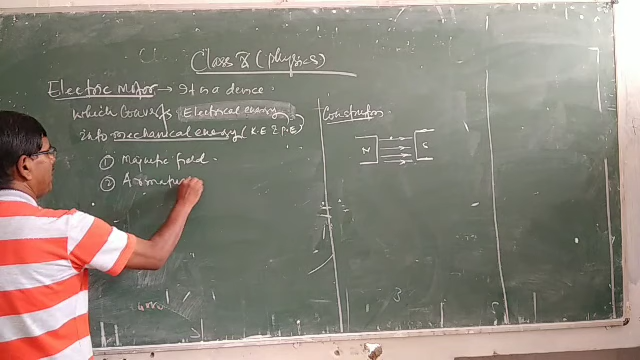 Class X (physics)
Electric Motor → It is a device
which converts Electrical energy
into mechanical energy (K.E & P.E)
① Magnetic field
② Armatur
Construction
N S